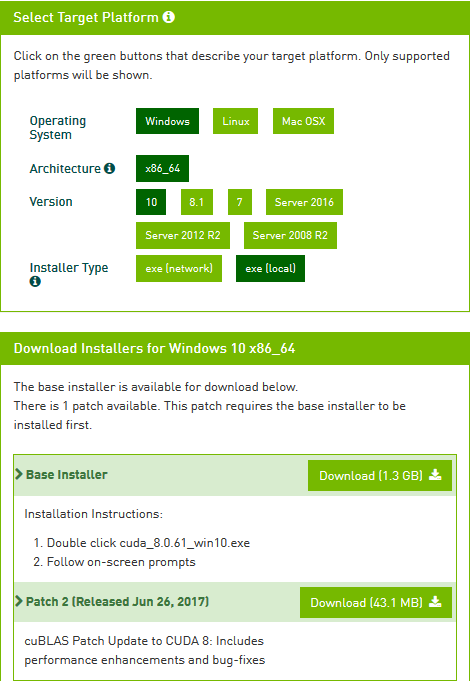 Select Target Platform
Click on the green buttons that describe your target platform. Only supported
platforms will be shown.
Operating
System
Windows
Linux
Mac OSX
Architecture
x86_64
Version
10
8.1
7
Server 2016
Server 2012 R2
Server 2008 R2
Installer Type
exe (network)
exe (local)
Download Installers for Windows 10 x86_64
The base installer is available for download below.
There is 1 patch available. This patch requires the base installer to be
installed first.
Base Installer
Download (1.3 GB)
Installation Instructions:
1. Double click cuda_8.0.61_win10.exe
2. Follow on-screen prompts
Patch 2 (Released Jun 26, 2017)
Download (43.1 MB)
cuBLAS Patch Update to CUDA 8: Includes
performance enhancements and bug-fixes